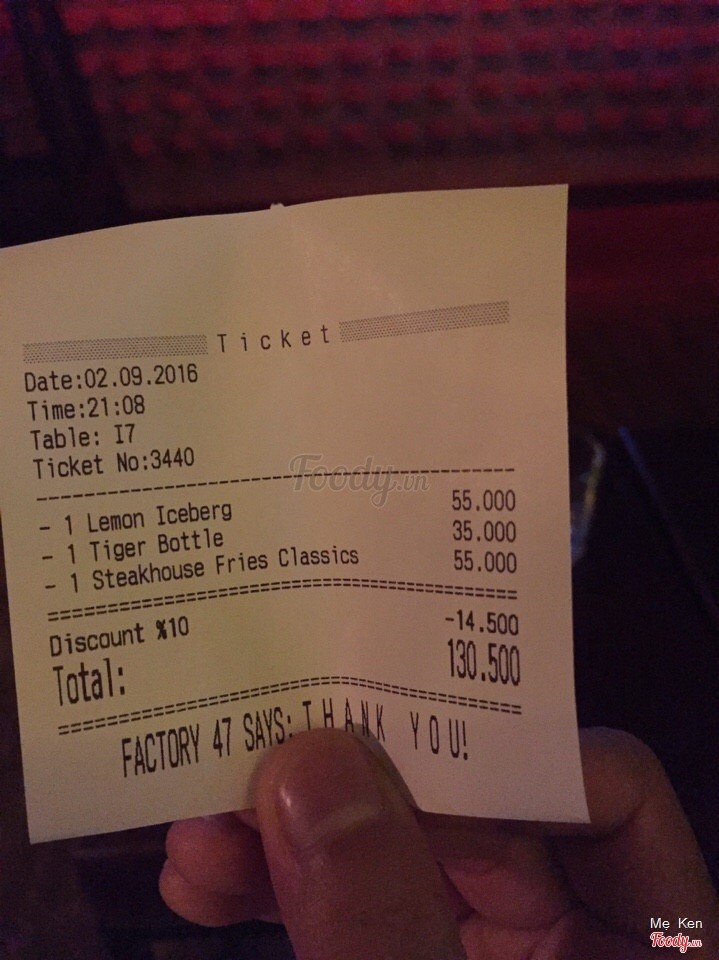 Ticket
Date:02.09.2016
Time:21:08
Table: I7
Ticket No:3440
Foody.vn
- 1 Lemon Iceberg 55.000
- 1 Tiger Bottle 35.000
- 1 Steakhouse Fries Classics 55.000
Discount %10 -14.500
Total: 130.500
FACTORY 47 SAYS: THANK YOU!
Mẹ Ken
Foody.vn